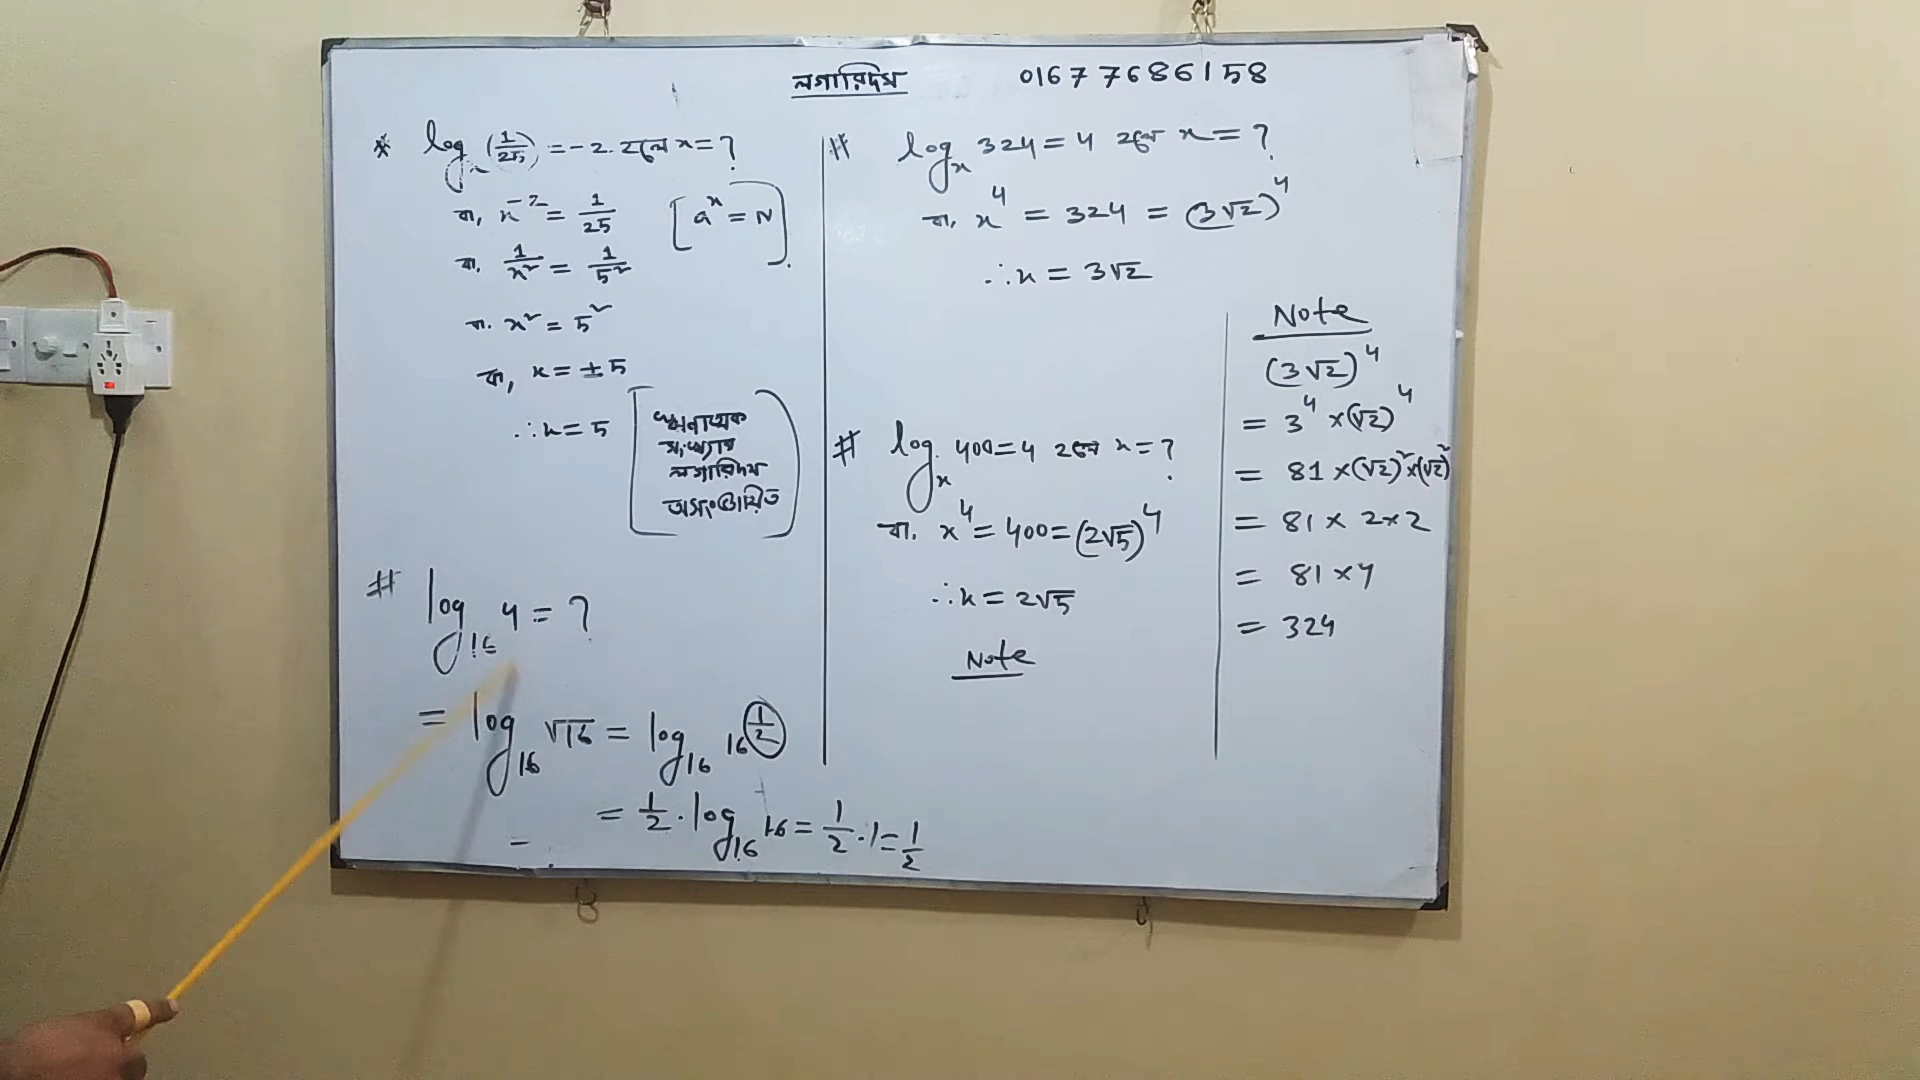 লগারিদম 01677686158
* log_x (1/25) = -2. হলে x = ?
বা, x^-2 = 1/25 [a^x = N]
বা. 1/x² = 1/5²
বা. x² = 5²
বা, x = ±5
∴ x = 5 [ঋণাত্মক
সংখ্যার
লগারিদম
অসংজ্ঞায়িত]
# log_16 4 = ?
= log_16 √16 = log_16 16^(1/2)
= 1/2 . log_16 16 = 1/2 . 1 = 1/2
# log_x 324 = 4 হলে x = ?
বা. x^4 = 324 = (3√2)^4
∴ x = 3√2
# log_x 400 = 4 হলে x = ?
বা. x^4 = 400 = (2√5)^4
∴ x = 2√5
Note
Note
(3√2)^4
= 3^4 × (√2)^4
= 81 × (√2)² × (√2)²
= 81 × 2 × 2
= 81 × 4
= 324